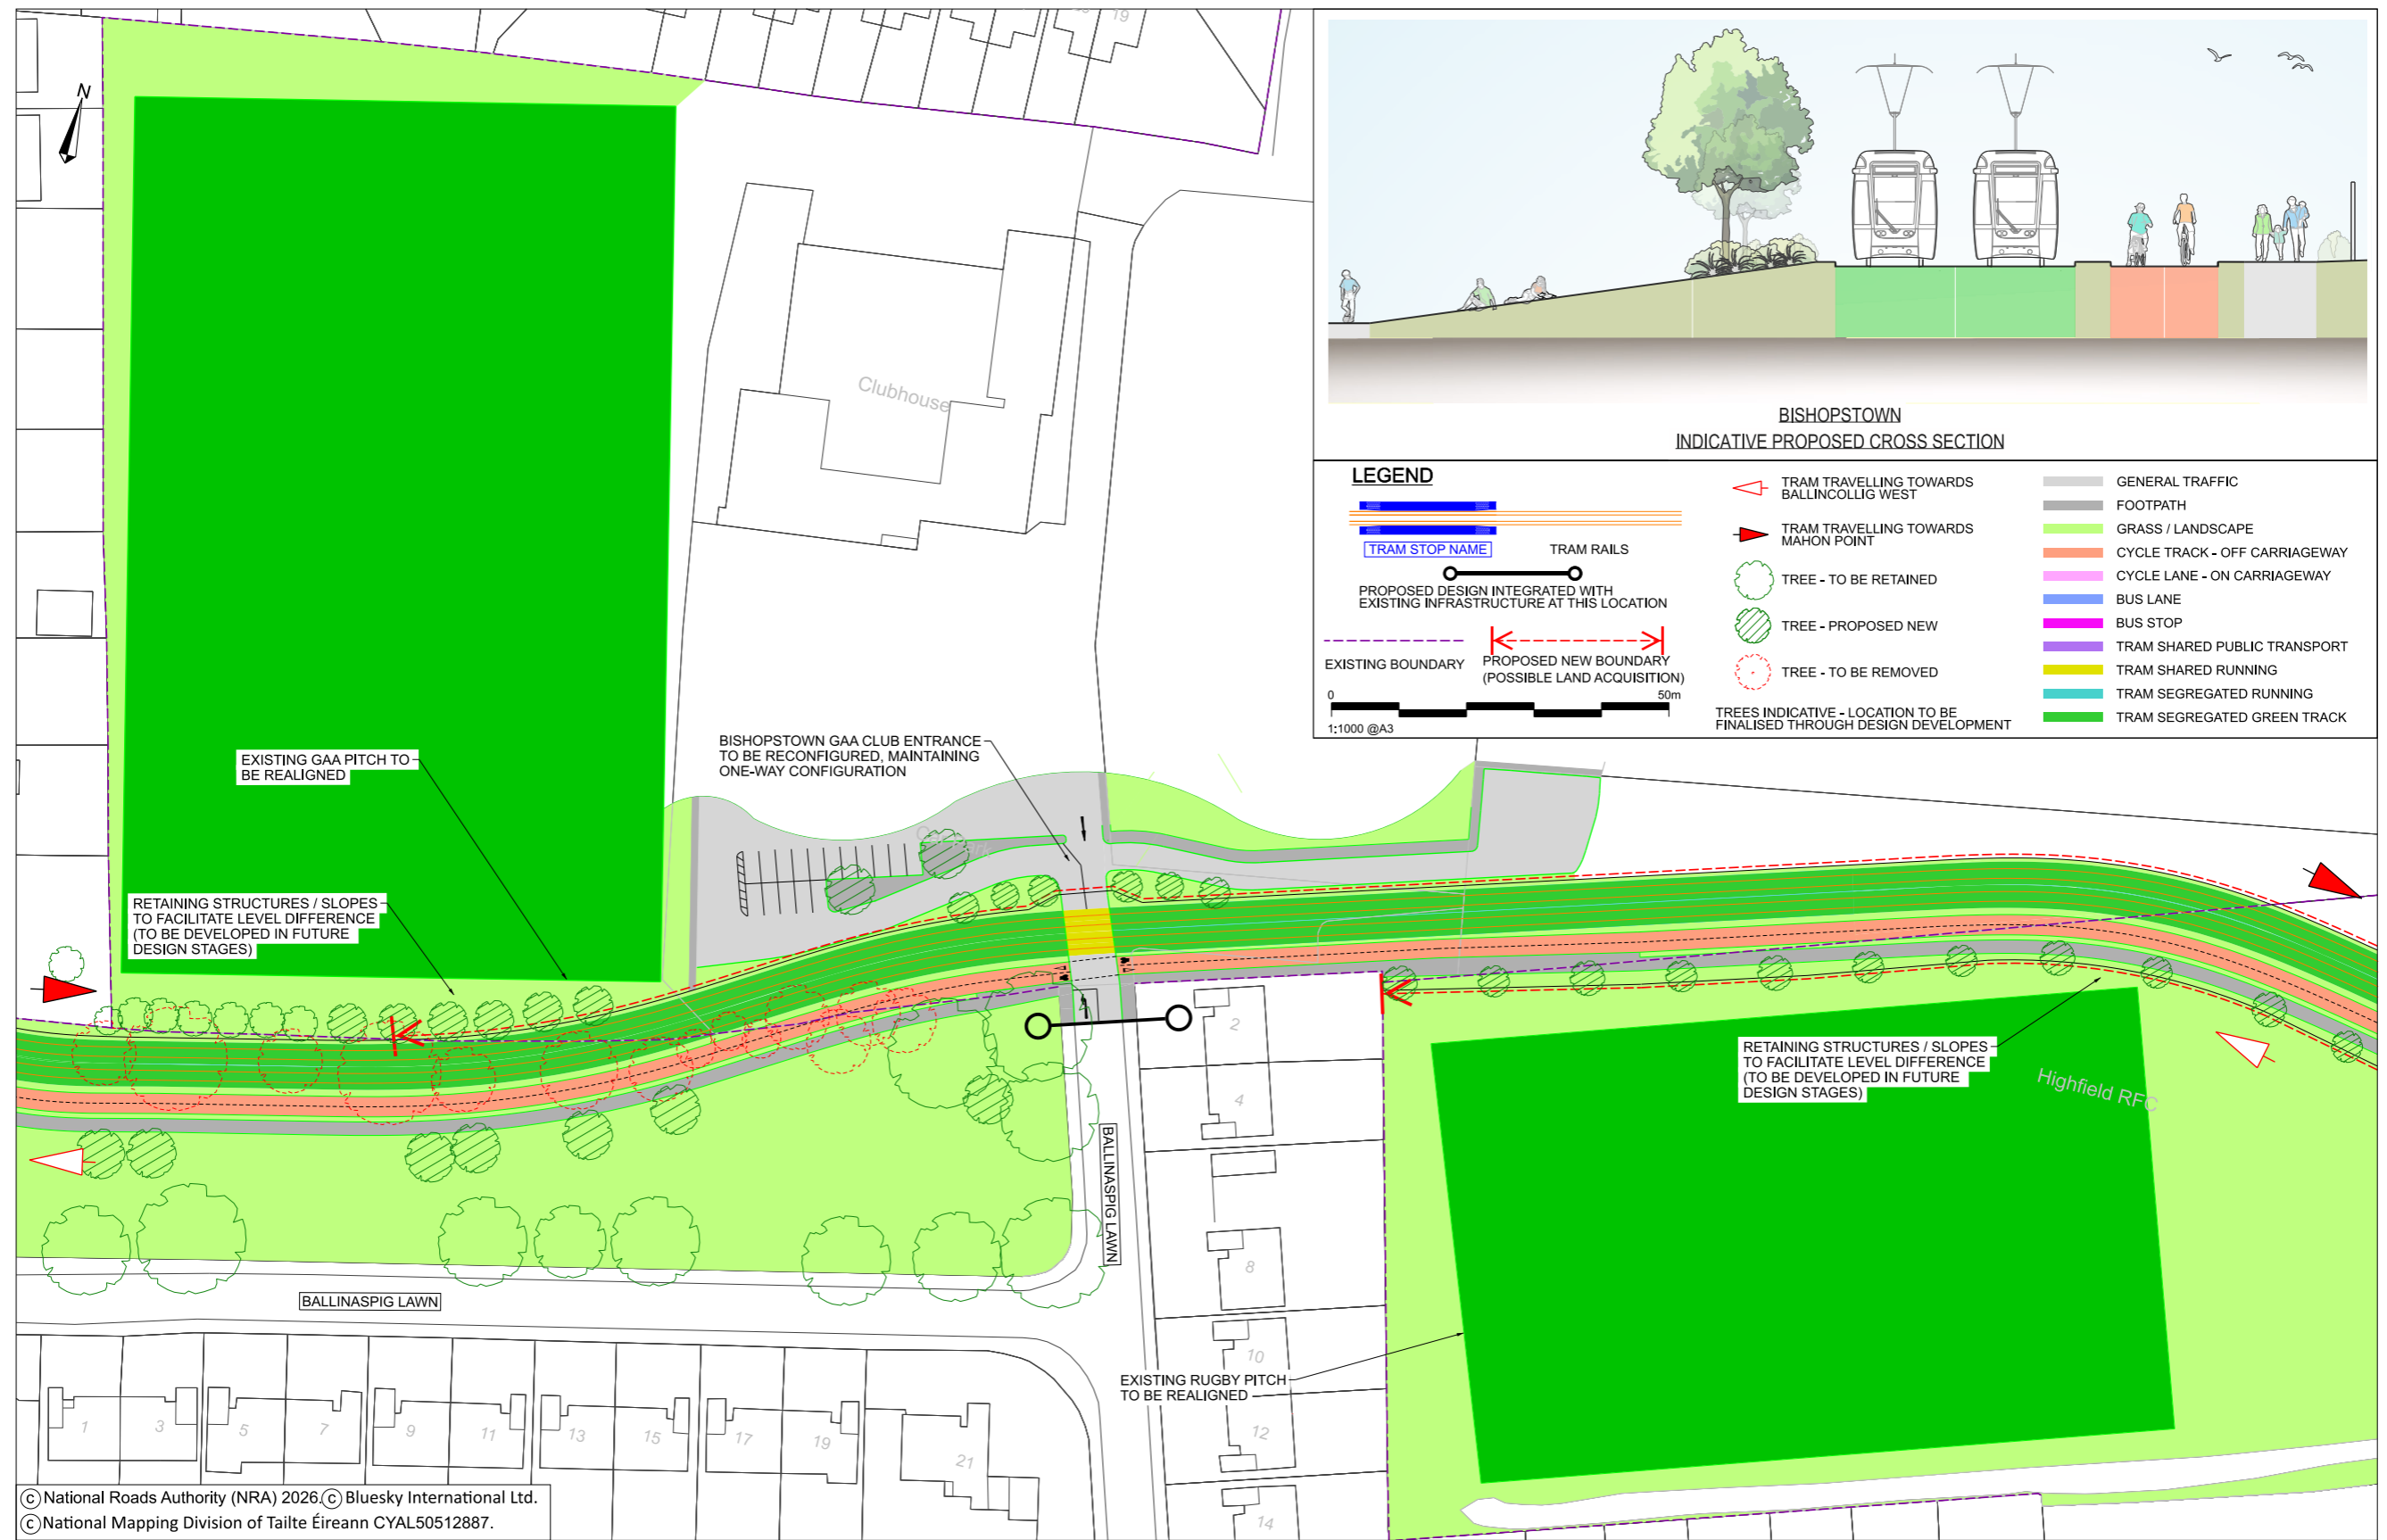 19
N
Clubhouse
BISHOPSTOWN
INDICATIVE PROPOSED CROSS SECTION
LEGEND
TRAM STOP NAME
TRAM RAILS
PROPOSED DESIGN INTEGRATED WITH
EXISTING INFRASTRUCTURE AT THIS LOCATION
EXISTING BOUNDARY
PROPOSED NEW BOUNDARY
(POSSIBLE LAND ACQUISITION)
0
50m
1:1000 @A3
TRAM TRAVELLING TOWARDS
BALLINCOLLIG WEST
TRAM TRAVELLING TOWARDS
MAHON POINT
TREE - TO BE RETAINED
TREE - PROPOSED NEW
TREE - TO BE REMOVED
TREES INDICATIVE - LOCATION TO BE
FINALISED THROUGH DESIGN DEVELOPMENT
GENERAL TRAFFIC
FOOTPATH
GRASS / LANDSCAPE
CYCLE TRACK - OFF CARRIAGEWAY
CYCLE LANE - ON CARRIAGEWAY
BUS LANE
BUS STOP
TRAM SHARED PUBLIC TRANSPORT
TRAM SHARED RUNNING
TRAM SEGREGATED RUNNING
TRAM SEGREGATED GREEN TRACK
EXISTING GAA PITCH TO
BE REALIGNED
BISHOPSTOWN GAA CLUB ENTRANCE
TO BE RECONFIGURED, MAINTAINING
ONE-WAY CONFIGURATION
RETAINING STRUCTURES / SLOPES
TO FACILITATE LEVEL DIFFERENCE
(TO BE DEVELOPED IN FUTURE
DESIGN STAGES)
RETAINING STRUCTURES / SLOPES
TO FACILITATE LEVEL DIFFERENCE
(TO BE DEVELOPED IN FUTURE
DESIGN STAGES)
Highfield RFC
2
4
8
10
12
14
BALLINASPIG LAWN
BALLINASPIG LAWN
EXISTING RUGBY PITCH
TO BE REALIGNED
1
3
5
7
9
11
13
15
17
19
21
© National Roads Authority (NRA) 2026. © Bluesky International Ltd.
© National Mapping Division of Tailte Éireann CYAL50512887.